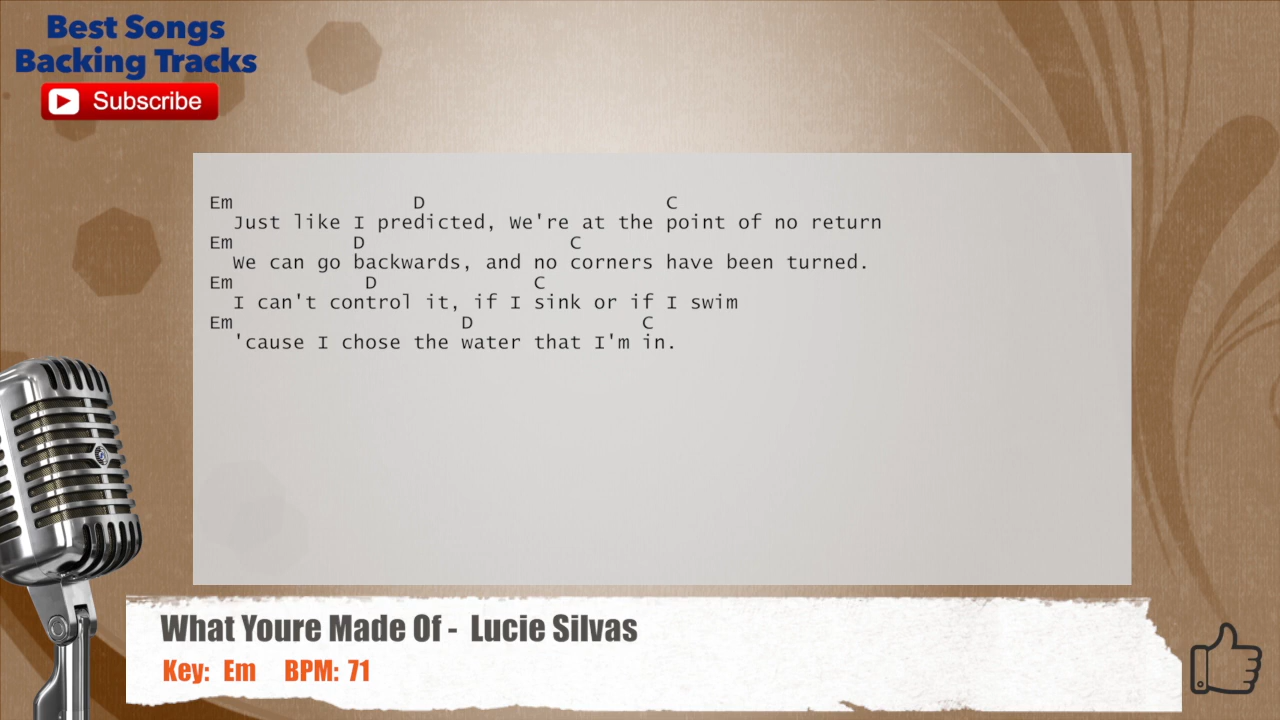 Best Songs
Backing Tracks
Subscribe
Em D C
Just like I predicted, We're at the point of no return
Em D C
We can go backwards, and no corners have been turned.
Em D C
I can't control it, if I sink or if I swim
Em D C
'cause I chose the water that I'm in.
What Youre Made Of - Lucie Silvas
Key: Em BPM: 71